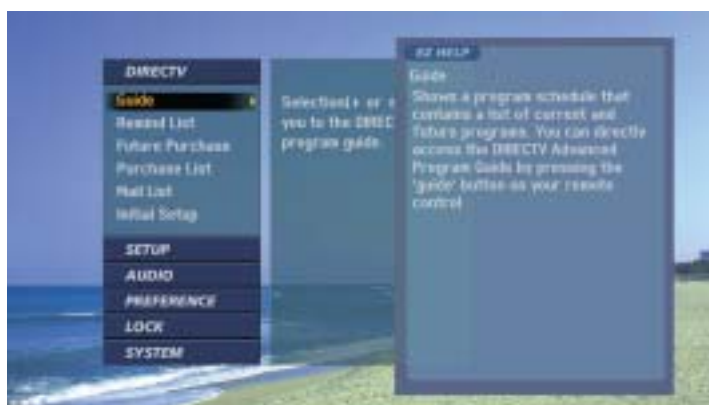 DIRECTV
Guide
Remind List
Future Purchase
Purchase List
Mail List
Initial Setup
SETUP
AUDIO
PREFERENCE
LOCK
SYSTEM
or
you to the DIREC
program guide.
EZ HELP
Guide
Shows a program schedule that
contains a list of current and
future programs. You can directly
access the DIRECTV Advanced
Program Guide by pressing the
'guide' button on your remote
control